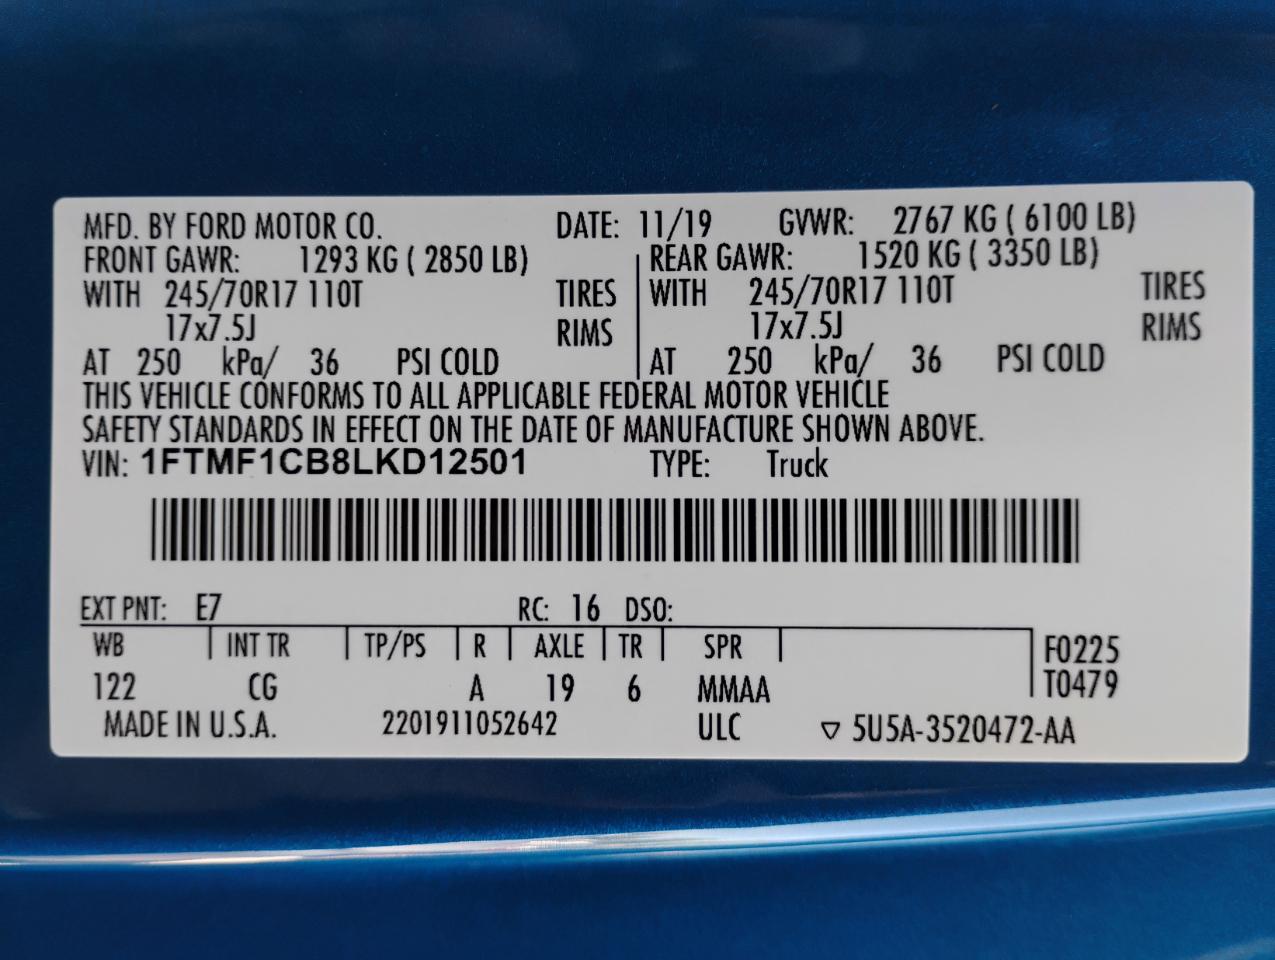 MFD. BY FORD MOTOR CO. DATE: 11/19 GVWR: 2767 KG ( 6100 LB)
FRONT GAWR: 1293 KG ( 2850 LB) REAR GAWR: 1520 KG ( 3350 LB)
WITH 245/70R17 110T TIRES WITH 245/70R17 110T TIRES
17x7.5J RIMS 17x7.5J RIMS
AT 250 kPa/ 36 PSI COLD AT 250 kPa/ 36 PSI COLD
THIS VEHICLE CONFORMS TO ALL APPLICABLE FEDERAL MOTOR VEHICLE
SAFETY STANDARDS IN EFFECT ON THE DATE OF MANUFACTURE SHOWN ABOVE.
VIN: 1FTMF1CB8LKD12501 TYPE: Truck
EXT PNT: E7 RC: 16 DSO:
WB INT TR TP/PS R AXLE TR SPR F0225
122 CG A 19 6 MMAA T0479
MADE IN U.S.A. 2201911052642 ULC ▽ 5U5A-3520472-AA